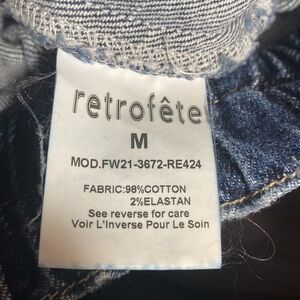 retrofête
M
MOD.FW21-3672-RE424
FABRIC:98%COTTON
2%ELASTAN
See reverse for care
Voir L'Inverse Pour Le Soin